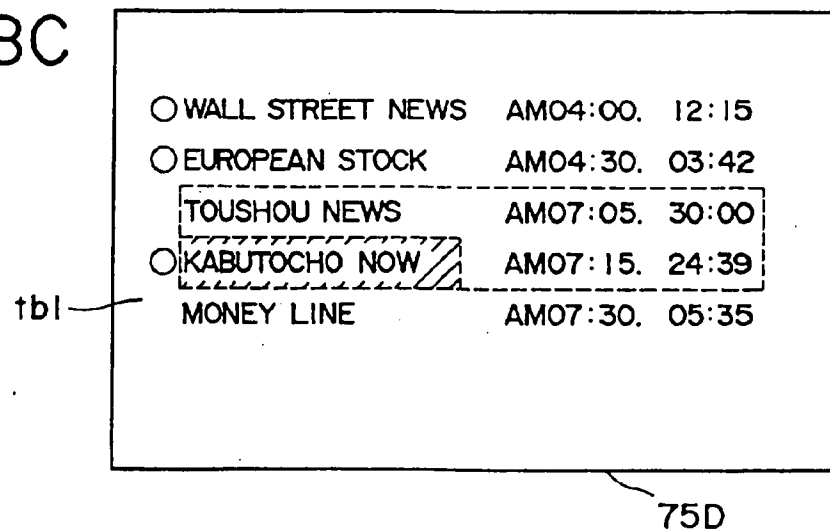 8C
○ WALL STREET NEWS AM04:00. 12:15
○ EUROPEAN STOCK AM04:30. 03:42
TOUSHOU NEWS AM07:05. 30:00
○ KABUTOCHO NOW AM07:15. 24:39
tbl
MONEY LINE AM07:30. 05:35
75D